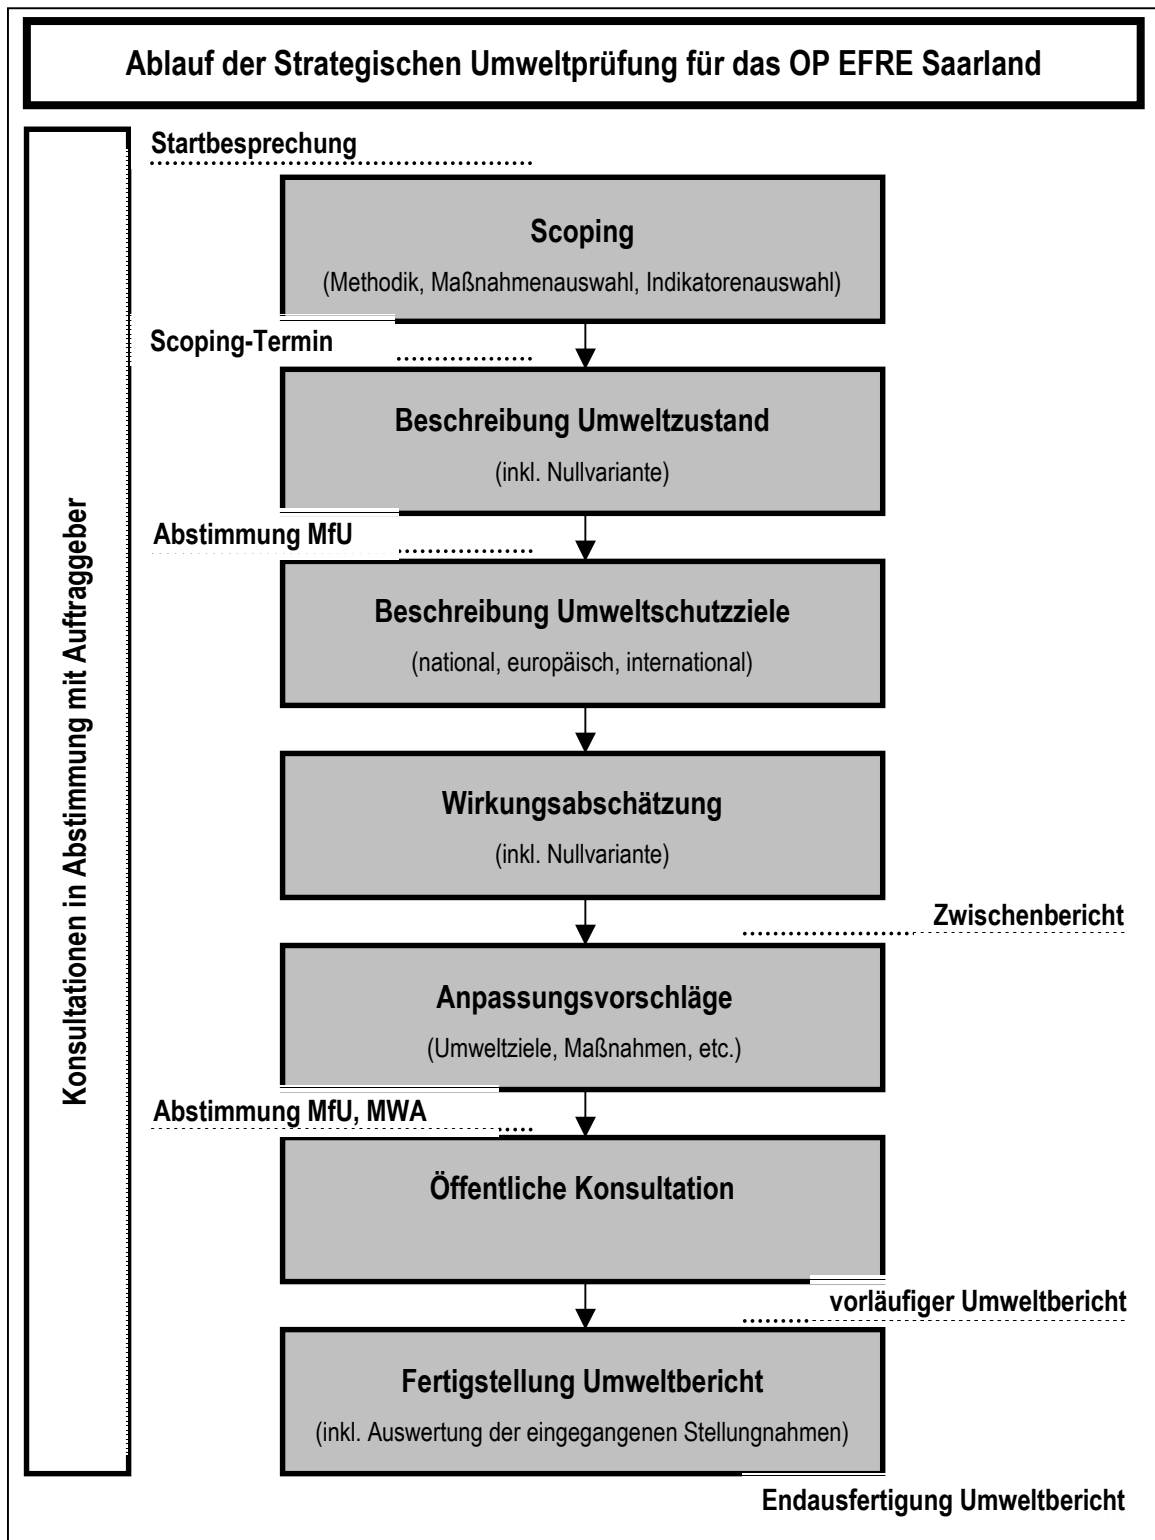 Ablauf der Strategischen Umweltprüfung für das OP EFRE Saarland
Konsultationen in Abstimmung mit Auftraggeber
Startbesprechung
Scoping
(Methodik, Maßnahmenauswahl, Indikatorenauswahl)
Scoping-Termin
Beschreibung Umweltzustand
(inkl. Nullvariante)
Abstimmung MfU
Beschreibung Umweltschutzziele
(national, europäisch, international)
Wirkungsabschätzung
(inkl. Nullvariante)
Zwischenbericht
Anpassungsvorschläge
(Umweltziele, Maßnahmen, etc.)
Abstimmung MfU, MWA
Öffentliche Konsultation
vorläufiger Umweltbericht
Fertigstellung Umweltbericht
(inkl. Auswertung der eingegangenen Stellungnahmen)
Endausfertigung Umweltbericht